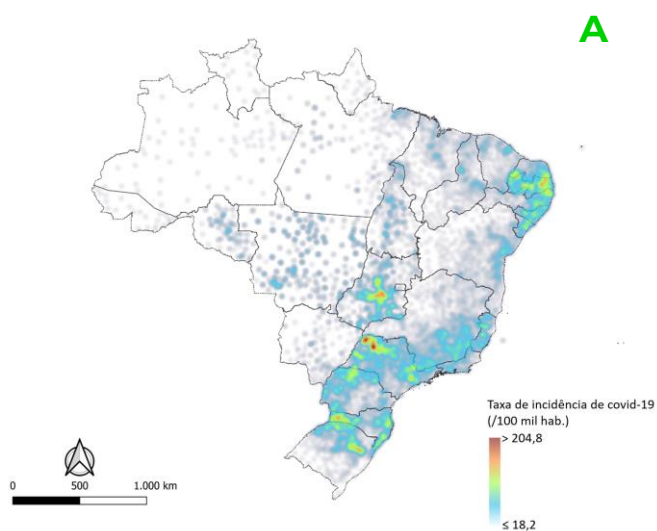 A
Taxa de incidência de covid-19
(/100 mil hab.)
> 204,8
≤ 18,2
0 500 1.000 km